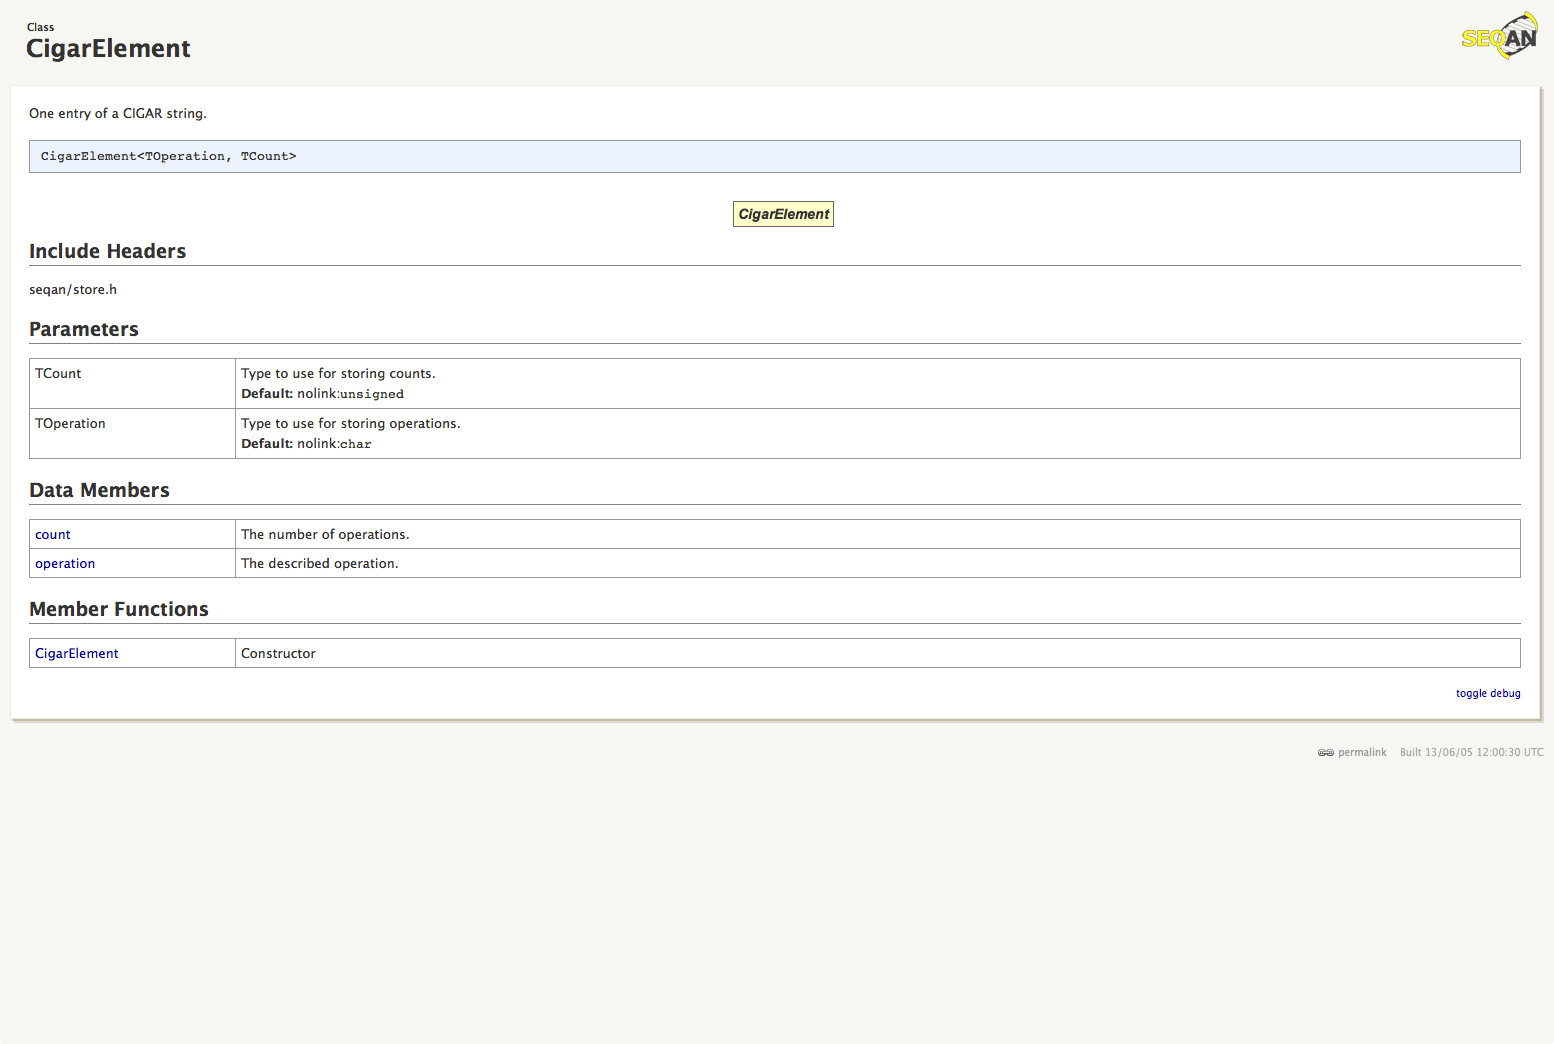 Class
CigarElement
SEQAN
One entry of a CIGAR string.
CigarElement<TOperation, TCount>
CigarElement
Include Headers
seqan/store.h
Parameters
TCount
Type to use for storing counts.
Default: nolink:unsigned
TOperation
Type to use for storing operations.
Default: nolink:char
Data Members
count
The number of operations.
operation
The described operation.
Member Functions
CigarElement
Constructor
toggle debug
permalink
Built 13/06/05 12:00:30 UTC